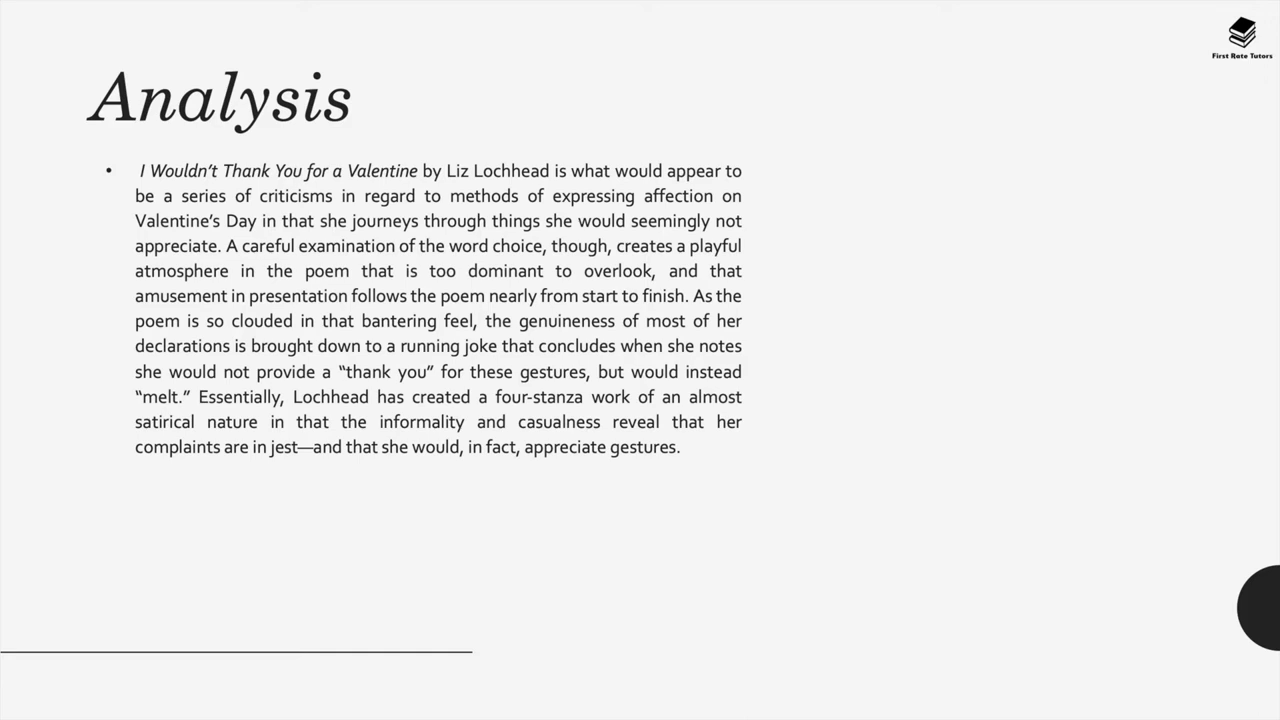 First Rate Tutors
Analysis
• I Wouldn’t Thank You for a Valentine by Liz Lochhead is what would appear to
be a series of criticisms in regard to methods of expressing affection on
Valentine’s Day in that she journeys through things she would seemingly not
appreciate. A careful examination of the word choice, though, creates a playful
atmosphere in the poem that is too dominant to overlook, and that
amusement in presentation follows the poem nearly from start to finish. As the
poem is so clouded in that bantering feel, the genuineness of most of her
declarations is brought down to a running joke that concludes when she notes
she would not provide a “thank you” for these gestures, but would instead
“melt.” Essentially, Lochhead has created a four-stanza work of an almost
satirical nature in that the informality and casualness reveal that her
complaints are in jest—and that she would, in fact, appreciate gestures.